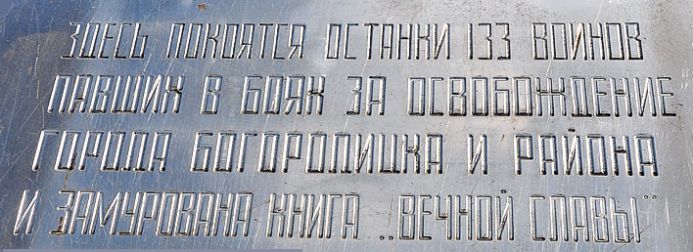 ЗДЕСЬ ПОКОЯТСЯ ОСТАНКИ 133 ВОИНОВ
ПАВШИХ В БОЯХ ЗА ОСВОБОЖДЕНИЕ
ГОРОДА БОГОРОДИЦКА И РАЙОНА
И ЗАМУРОВАНА КНИГА „ВЕЧНОЙ СЛАВЫ"